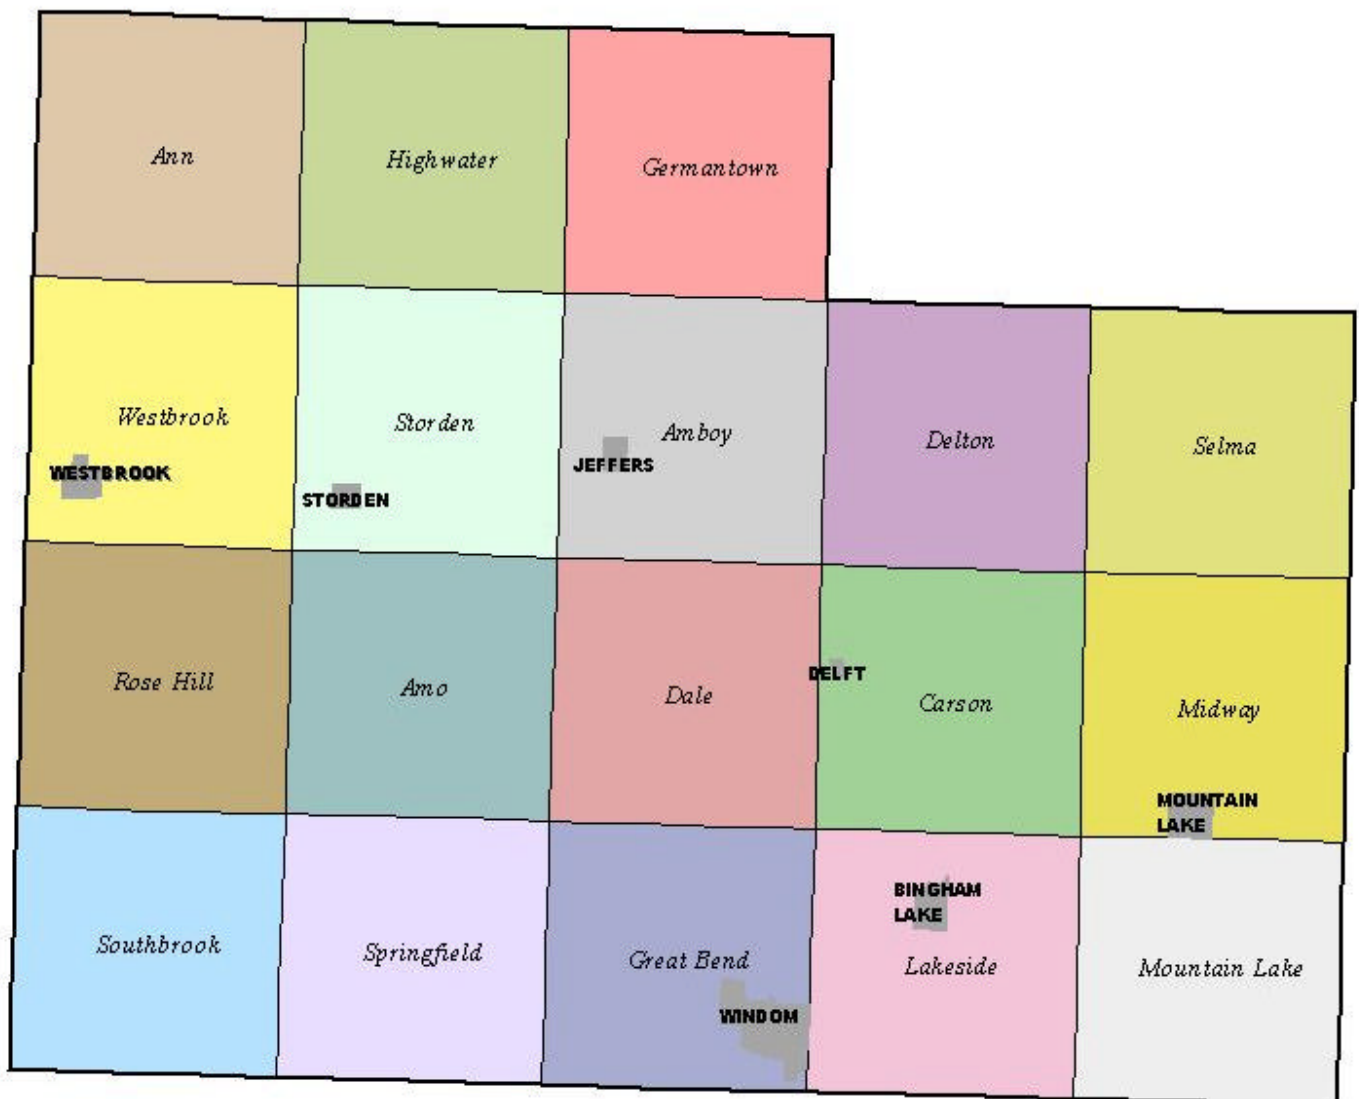 Ann
Highwater
Germantown
Westbrook
Storden
Amboy
Delton
Selma
WESTBROOK
STORDEN
JEFFERS
Rose Hill
Amo
Dale
DELFT
Carson
Midway
MOUNTAIN
LAKE
Southbrook
Springfield
Great Bend
WINDOM
BINGHAM
LAKE
Lakeside
Mountain Lake